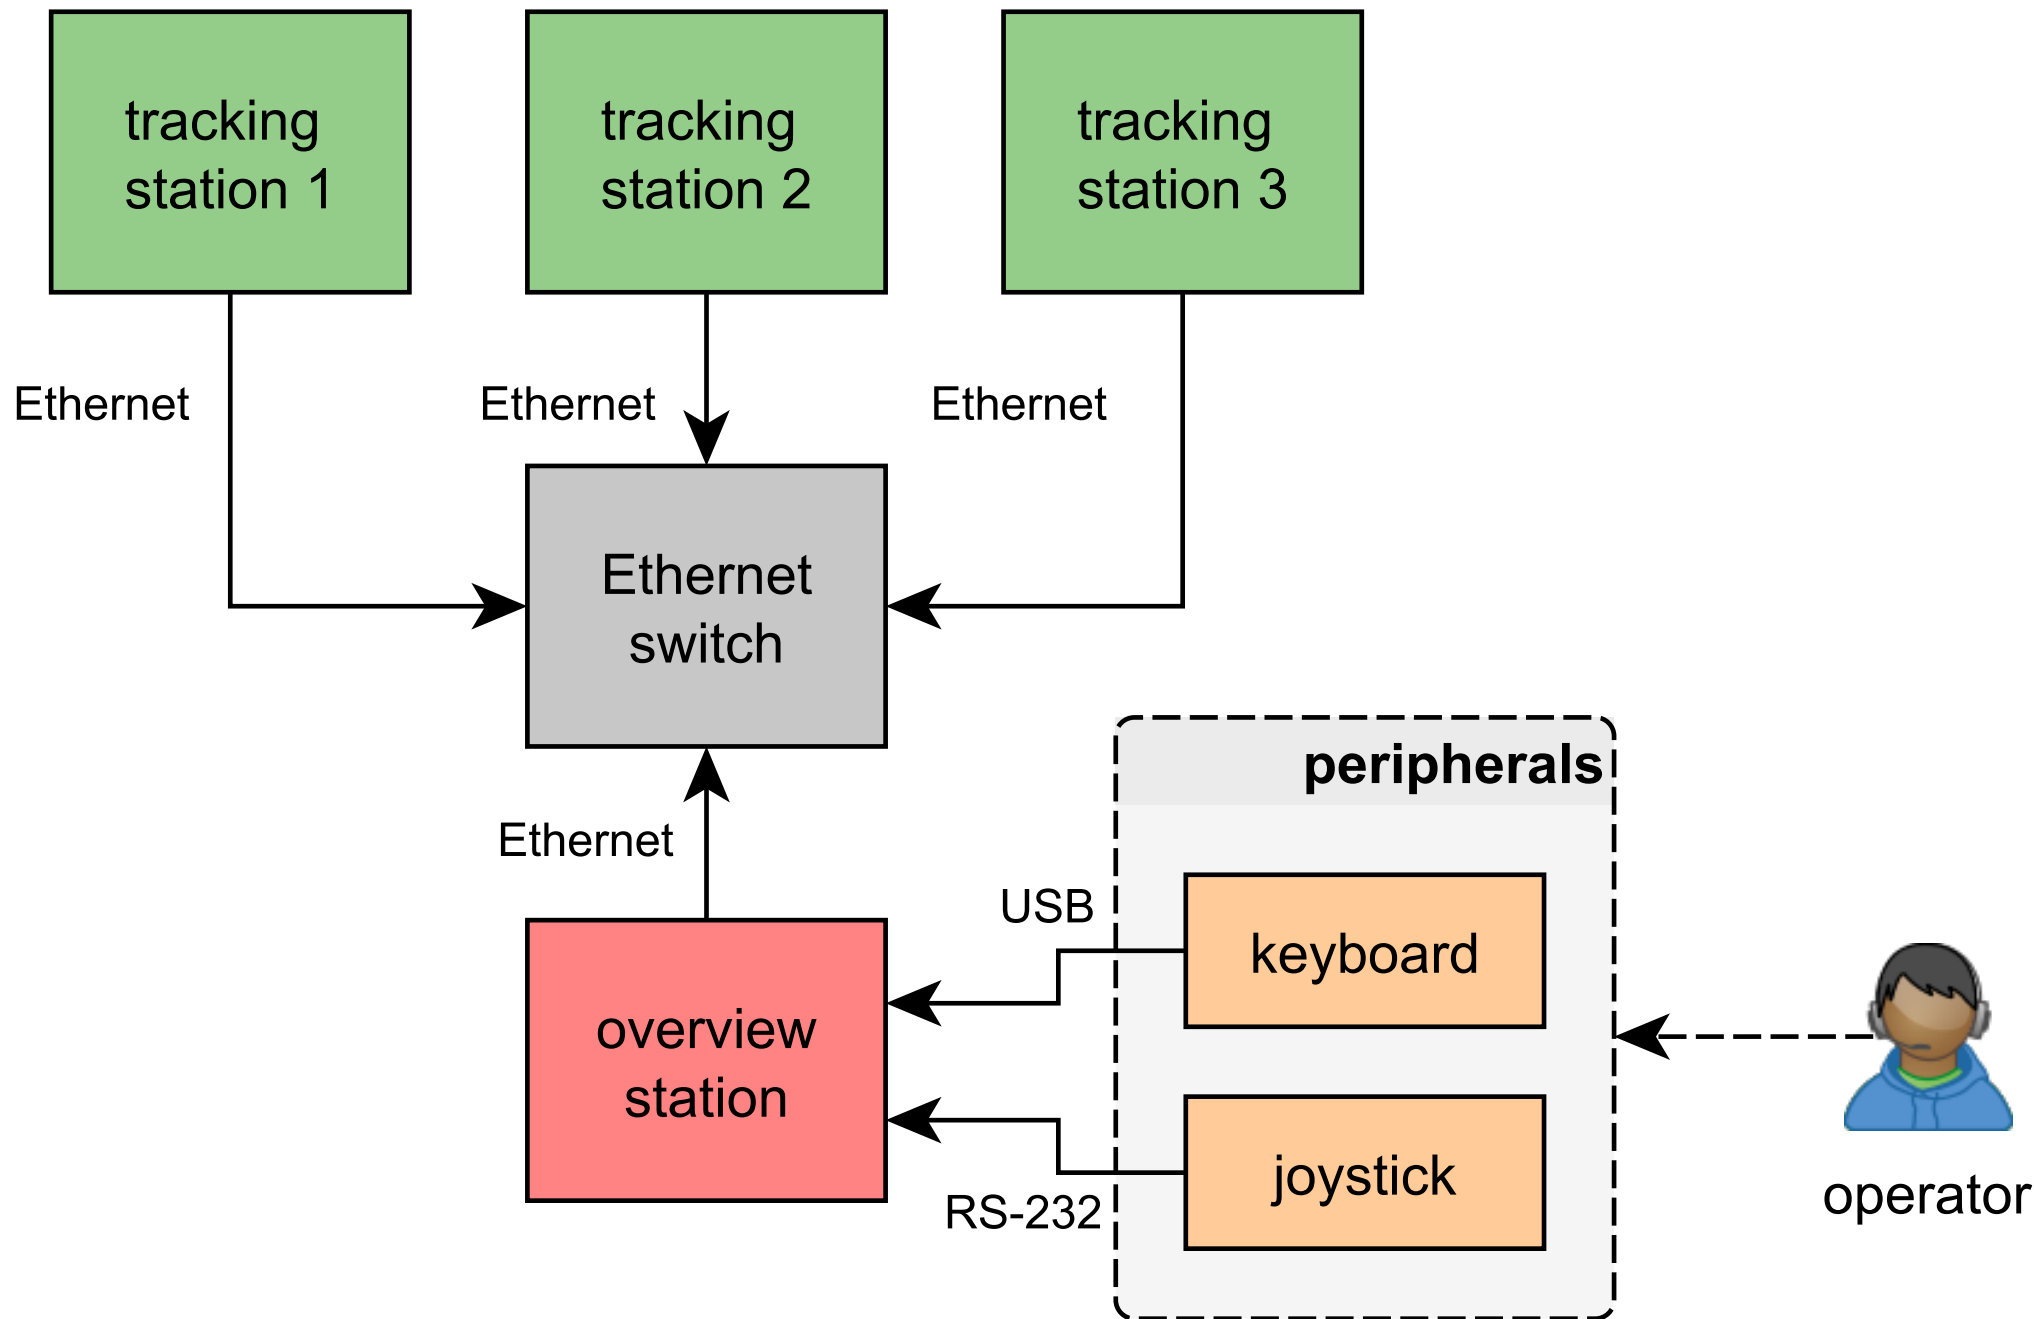 tracking
station 1
tracking
station 2
tracking
station 3
Ethernet
Ethernet
Ethernet
Ethernet
switch
peripherals
Ethernet
USB
keyboard
overview
station
joystick
RS-232
operator